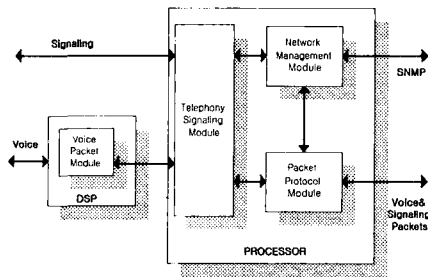 Signaling
Network
Management
Module
SNMP
Telephony
Signaling
Module
Voice
Voice
Packet
Module
DSP
Packet
Protocol
Module
Voice&
Signaling
Packets
PROCESSOR